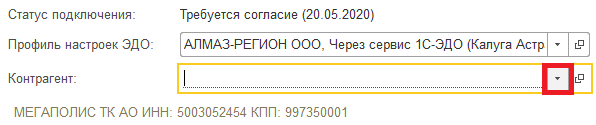 Статус подключения: Требуется согласие (20.05.2020)
Профиль настроек ЭДО: АЛМАЗ-РЕГИОН ООО, Через сервис 1С-ЭДО (Калуга Астр
Контрагент:
МЕГАПОЛИС ТК АО ИНН: 5003052454 КПП: 997350001